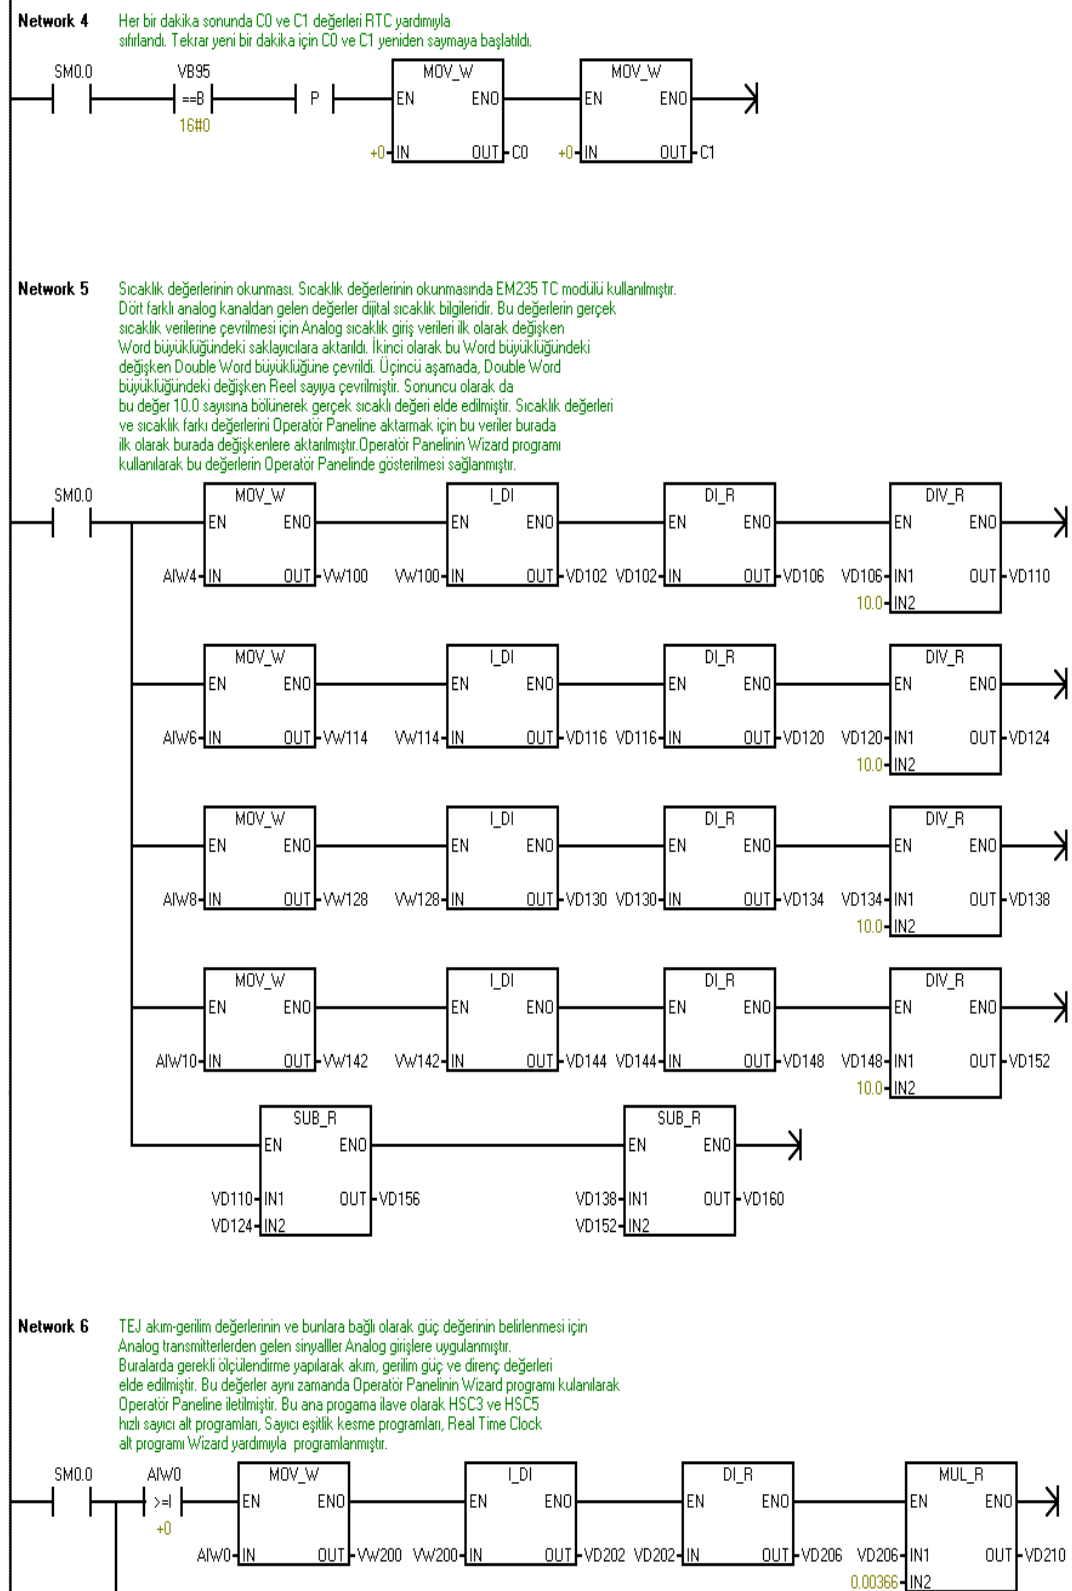 Network 4
Her bir dakika sonunda C0 ve C1 değerleri RTC yardımıyla
sıfırlandı. Tekrar yeni bir dakika için C0 ve C1 yeniden saymaya başlatıldı.
SM0.0 VB95 MOV_W MOV_W
==B P EN ENO EN ENO
16#0
+0 IN OUT C0 +0 IN OUT C1
Network 5
Sıcaklık değerlerinin okunması. Sıcaklık değerlerinin okunmasında EM235 TC modülü kullanılmıştır.
Dört farklı analog kanaldan gelen değerler dijital sıcaklık bilgileridir. Bu değerlerin gerçek
sıcaklık verilerine çevrilmesi için Analog sıcaklık giriş verileri ilk olarak değişken
Word büyüklüğündeki saklayıcılara aktarıldı. İkinci olarak bu Word büyüklüğündeki
değişken Double Word büyüklüğüne çevrildi. Üçüncü aşamada, Double Word
büyüklüğündeki değişken Reel sayıya çevrilmiştir. Sonuncu olarak da
bu değer 10.0 sayısına bölünerek gerçek sıcaklı değeri elde edilmiştir. Sıcaklık değerleri
ve sıcaklık farkı değerlerini Operatör Paneline aktarmak için bu veriler burada
ilk olarak burada değişkenlere aktarılmıştır.Operatör Panelinin Wizard programı
kullanılarak bu değerlerin Operatör Panelinde gösterilmesi sağlanmıştır.
SM0.0 MOV_W I_DI DI_R DIV_R
EN ENO EN ENO EN ENO EN ENO
AIW4 IN OUT VW100 VW100 IN OUT VD102 VD102 IN OUT VD106 VD106 IN1 OUT VD110
10.0 IN2
MOV_W I_DI DI_R DIV_R
EN ENO EN ENO EN ENO EN ENO
AIW6 IN OUT VW114 VW114 IN OUT VD116 VD116 IN OUT VD120 VD120 IN1 OUT VD124
10.0 IN2
MOV_W I_DI DI_R DIV_R
EN ENO EN ENO EN ENO EN ENO
AIW8 IN OUT VW128 VW128 IN OUT VD130 VD130 IN OUT VD134 VD134 IN1 OUT VD138
10.0 IN2
MOV_W I_DI DI_R DIV_R
EN ENO EN ENO EN ENO EN ENO
AIW10 IN OUT VW142 VW142 IN OUT VD144 VD144 IN OUT VD148 VD148 IN1 OUT VD152
10.0 IN2
SUB_R SUB_R
EN ENO EN ENO
VD110 IN1 OUT VD156 VD138 IN1 OUT VD160
VD124 IN2 VD152 IN2
Network 6
TEJ akım-gerilim değerlerinin ve bunlara bağlı olarak güç değerinin belirlenmesi için
Analog transmitterlerden gelen sinyalller Analog girişlere uygulanmıştır.
Buralarda gerekli ölçülendirme yapılarak akım, gerilim güç ve direnç değerleri
elde edilmiştir. Bu değerler aynı zamanda Operatör Panelinin Wizard programı kulanılarak
Operatör Paneline iletilmiştir. Bu ana progama ilave olarak HSC3 ve HSC5
hızlı sayıcı alt programları, Sayıcı eşitlik kesme programları, Real Time Clock
alt programı Wizard yardımıyla programlanmıştır.
SM0.0 AIW0 MOV_W I_DI DI_R MUL_R
>=I EN ENO EN ENO EN ENO EN ENO
+0
AIW0 IN OUT VW200 VW200 IN OUT VD202 VD202 IN OUT VD206 VD206 IN1 OUT VD210
0.00366 IN2